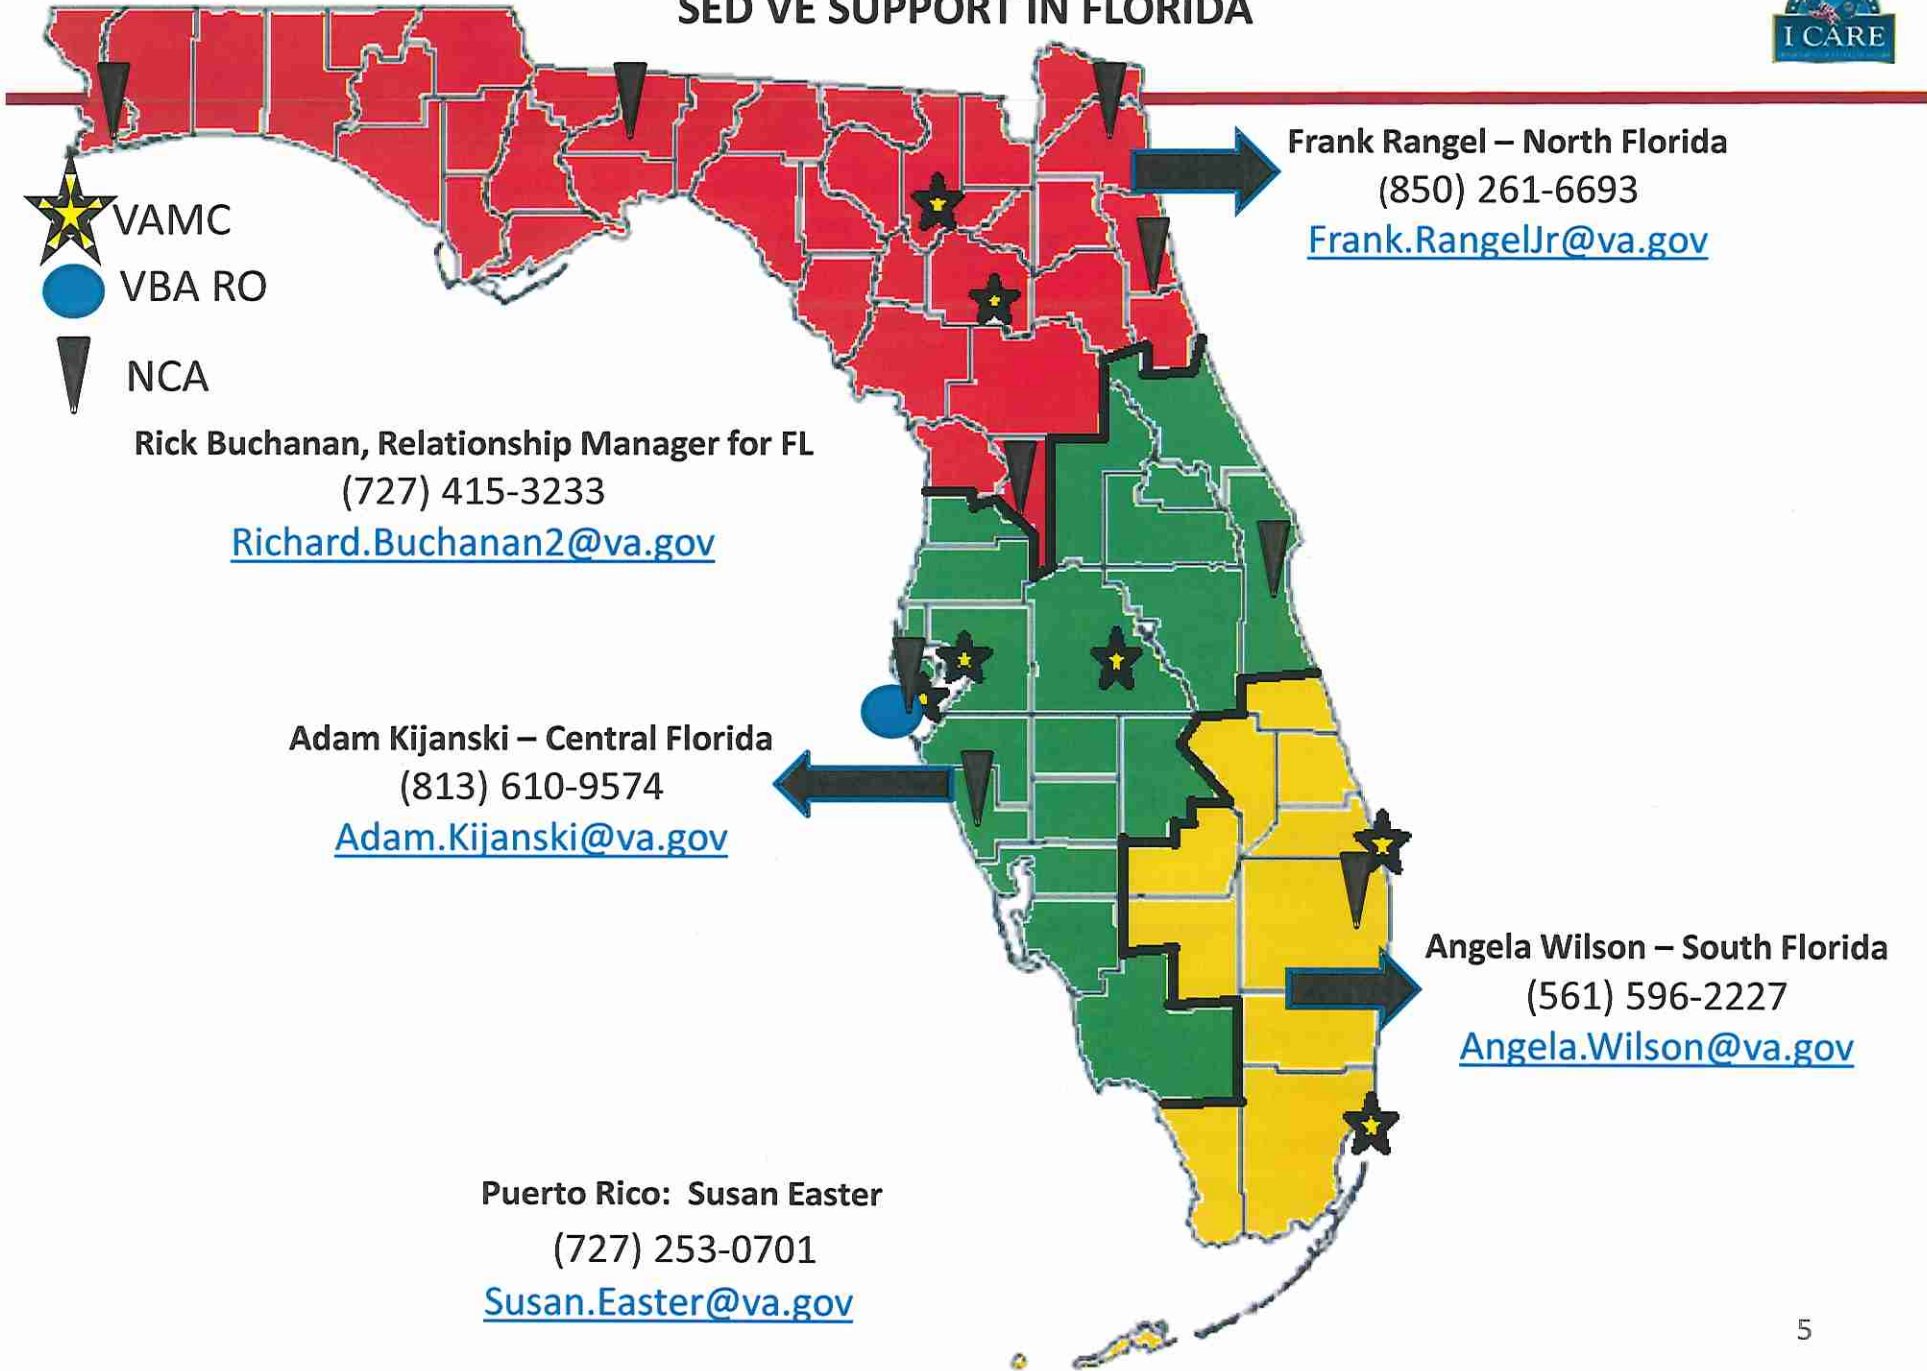 SED VE SUPPORT IN FLORIDA
I CARE
Frank Rangel – North Florida
(850) 261-6693
Frank.RangelJr@va.gov
VAMC
VBA RO
NCA
Rick Buchanan, Relationship Manager for FL
(727) 415-3233
Richard.Buchanan2@va.gov
Adam Kijanski – Central Florida
(813) 610-9574
Adam.Kijanski@va.gov
Angela Wilson – South Florida
(561) 596-2227
Angela.Wilson@va.gov
Puerto Rico: Susan Easter
(727) 253-0701
Susan.Easter@va.gov
5